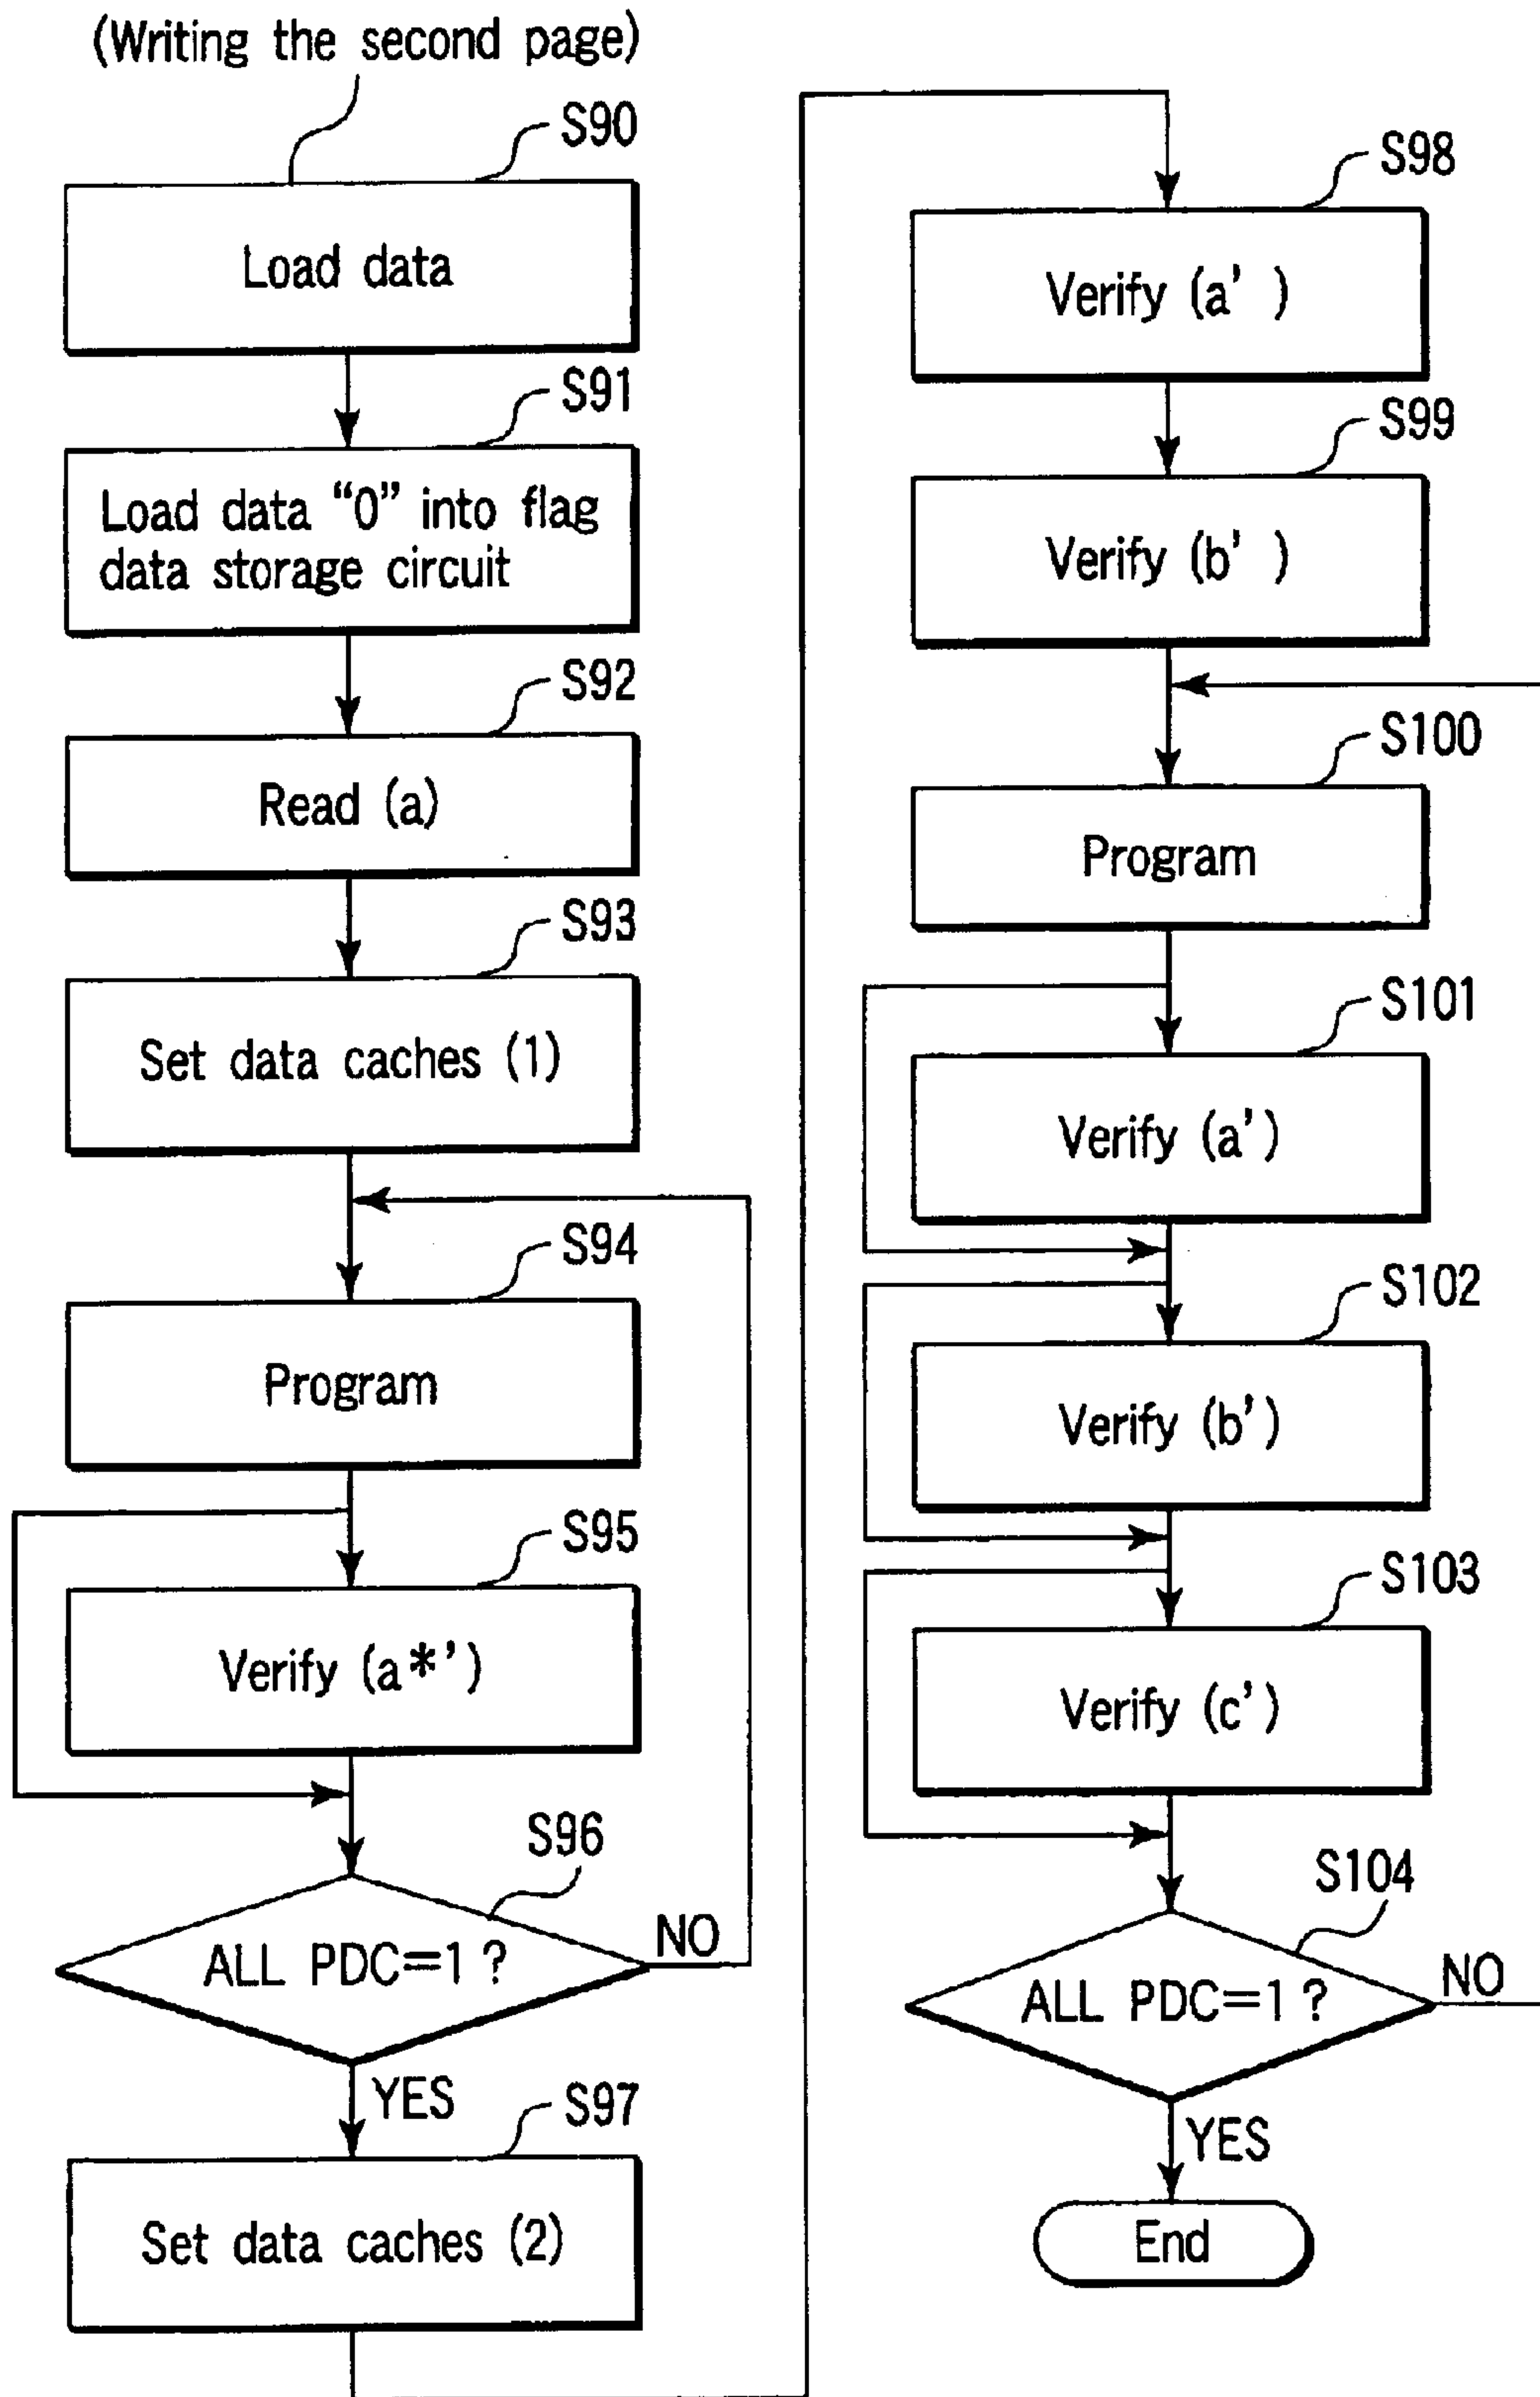 (Writing the second page)
S90
Load data
S91
Load data “0” into flag
data storage circuit
S92
Read (a)
S93
Set data caches (1)
S94
Program
S95
Verify (a*’)
S96
ALL PDC=1 ?
NO
YES
S97
Set data caches (2)
S98
Verify (a’ )
S99
Verify (b’ )
S100
Program
S101
Verify (a’)
S102
Verify (b’)
S103
Verify (c’)
S104
ALL PDC=1 ?
NO
YES
End